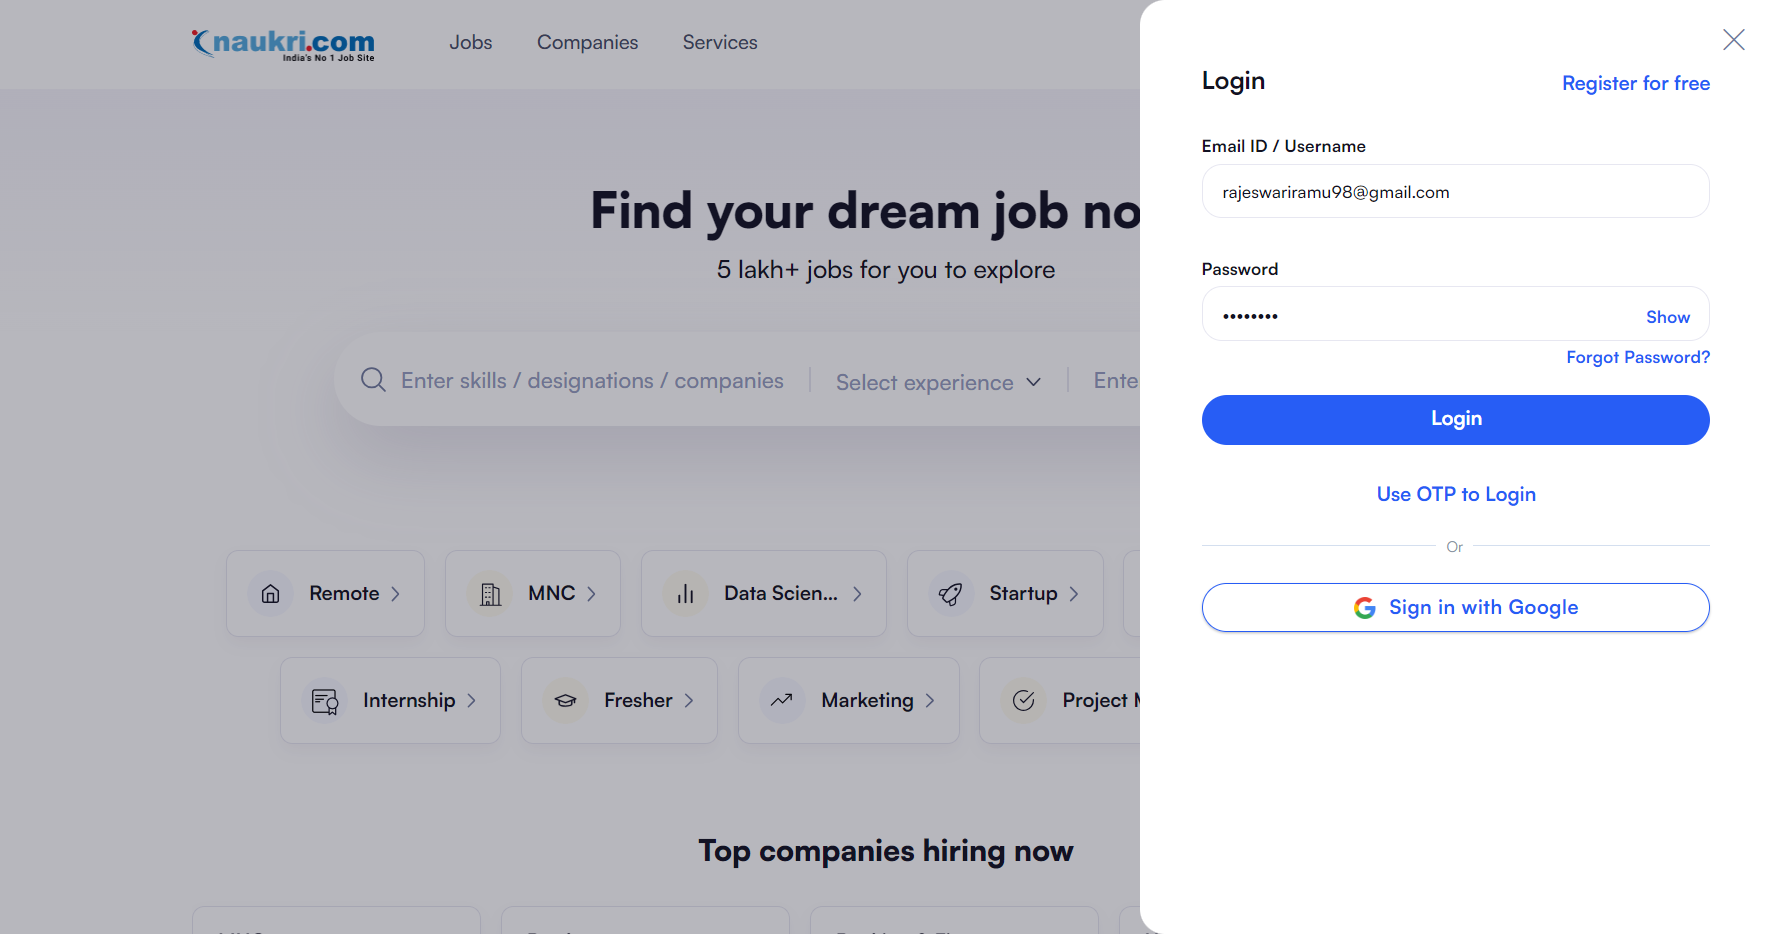 naukri.com
India's No 1 Job Site
Jobs
Companies
Services
Find your dream job no
5 lakh+ jobs for you to explore
Enter skills / designations / companies
Select experience
Ente
Remote
MNC
Data Scien...
Startup
Internship
Fresher
Marketing
Project
Top companies hiring now
Login
Register for free
Email ID / Username
rajeswariramu98@gmail.com
Password
••••••••
Show
Forgot Password?
Login
Use OTP to Login
Or
Sign in with Google